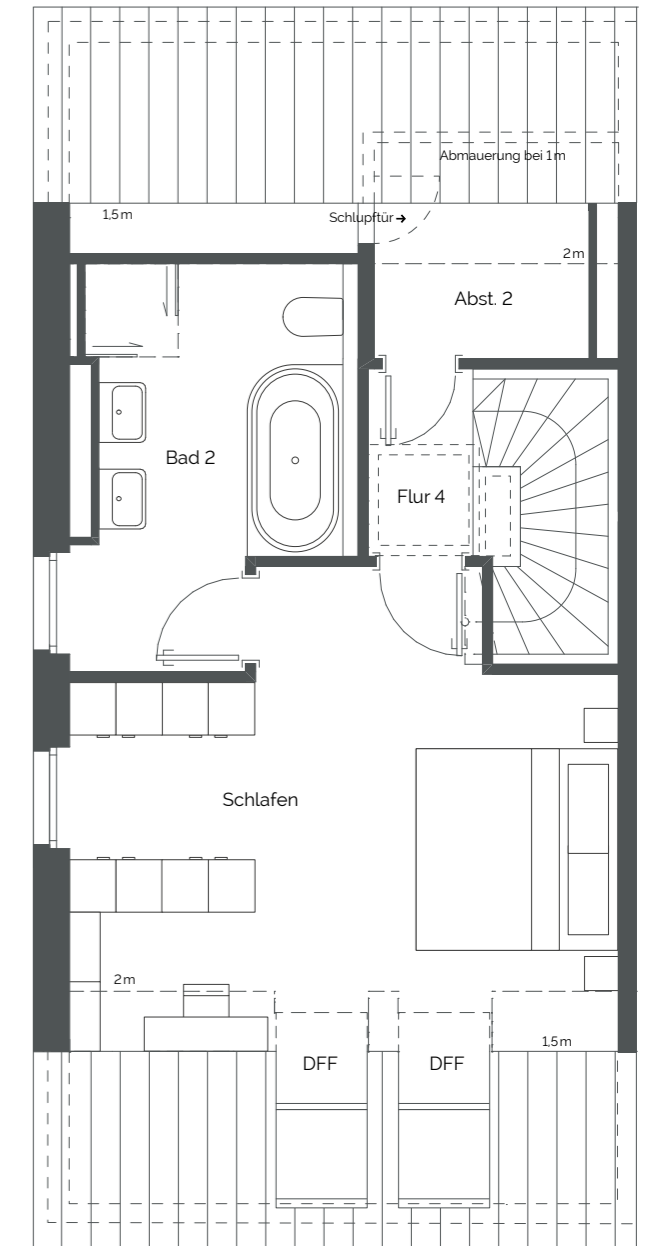 Abmauerung bei 1m
1,5m
Schlupftür→
2m
Abst. 2
Bad 2
Flur 4
Schlafen
2m
1,5m
DFF
DFF